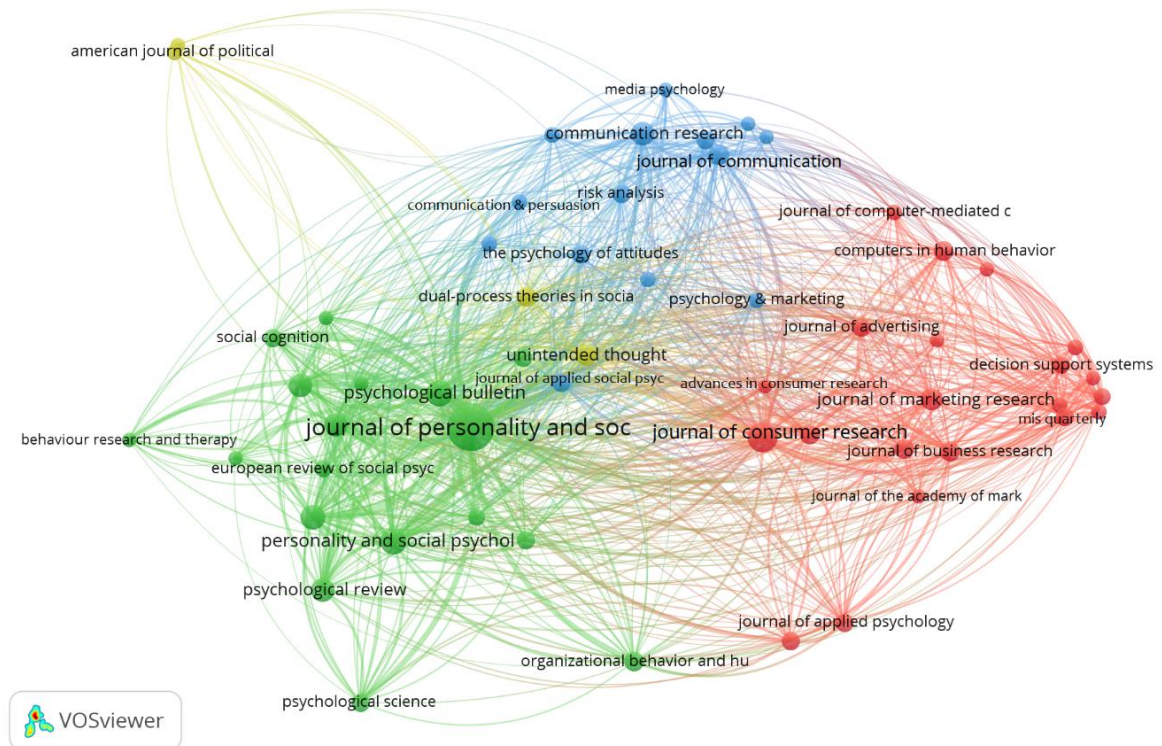 american journal of political
media psychology
communication research
journal of communication
risk analysis
communication & persuasion
journal of computer-mediated c
the psychology of attitudes
computers in human behavior
dual-process theories in socia
psychology & marketing
journal of advertising
social cognition
unintended thought
decision support systems
journal of applied social psyc
advances in consumer research
psychological bulletin
journal of marketing research
mis quarterly
journal of personality and soc
journal of consumer research
behaviour research and therapy
journal of business research
european review of social psyc
journal of the academy of mark
personality and social psychol
psychological review
journal of applied psychology
organizational behavior and hu
psychological science
VOSviewer